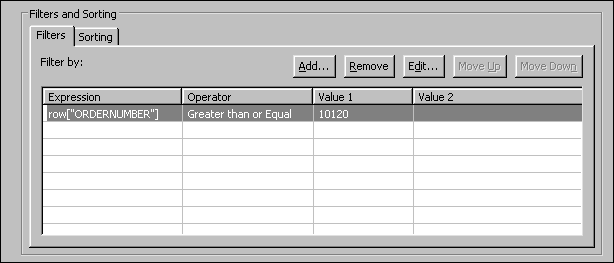 Filters and Sorting
Filters Sorting
Filter by: Add... Remove Edit... Move Up Move Down
Expression Operator Value 1 Value 2
row["ORDERNUMBER"] Greater than or Equal 10120